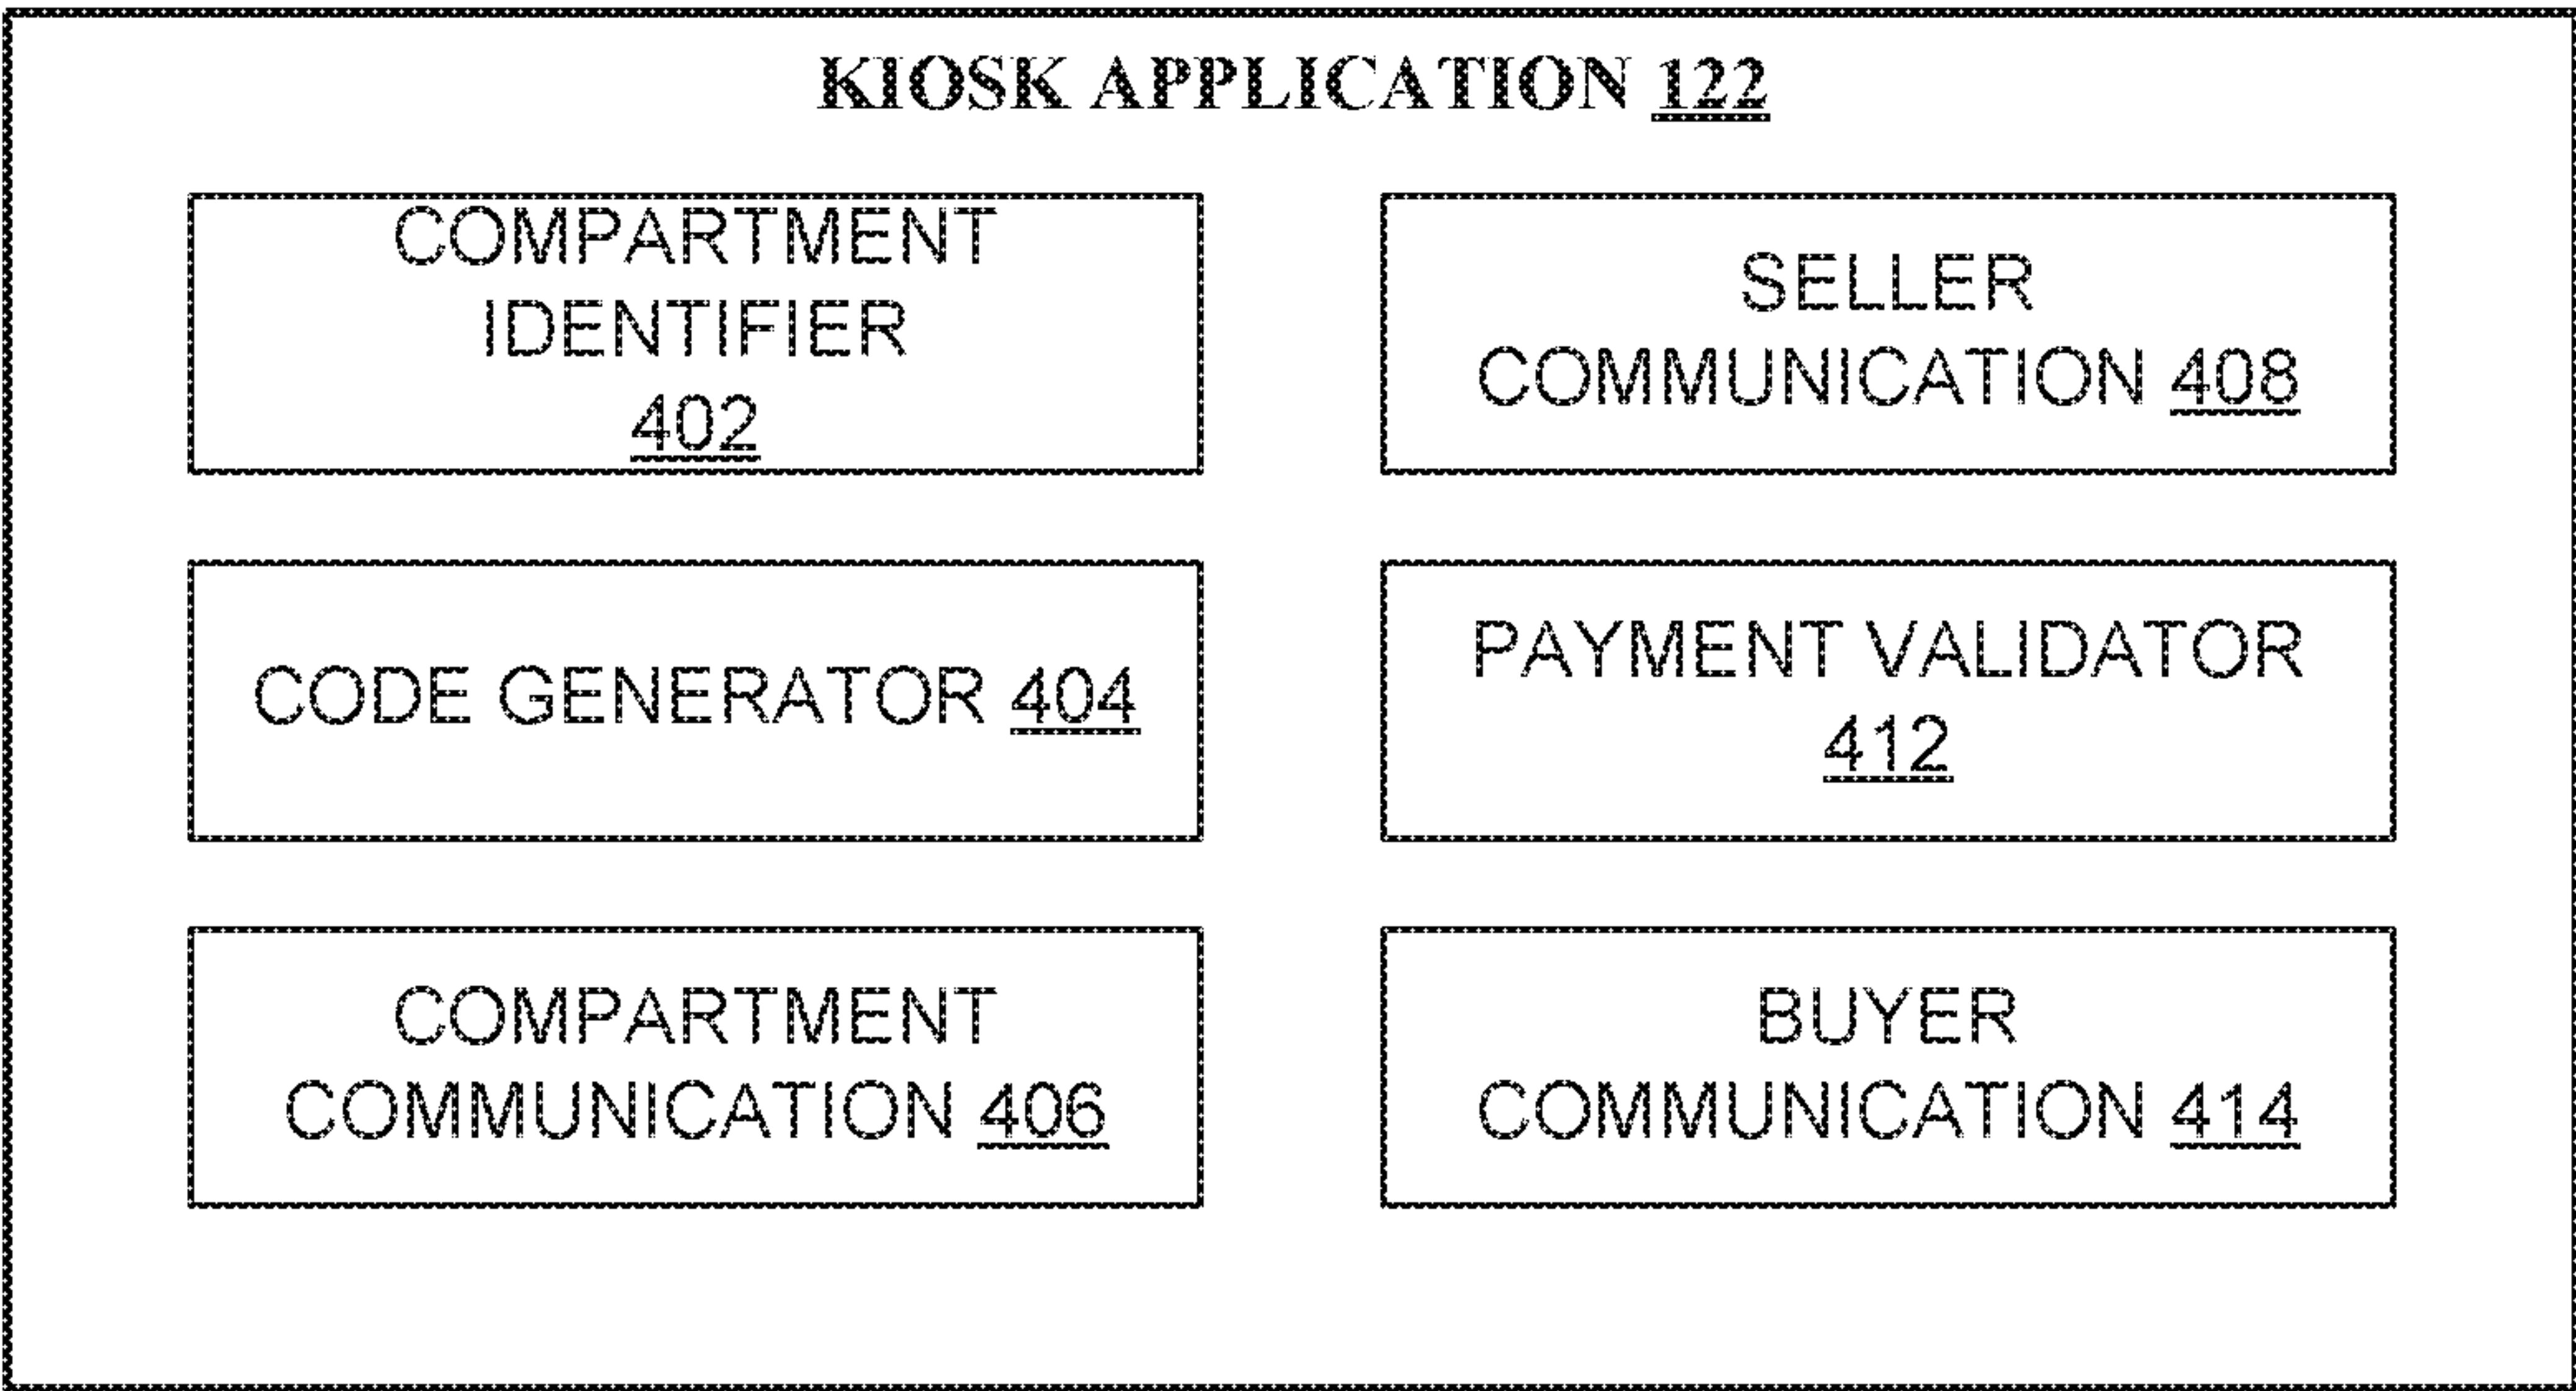 KIOSK APPLICATION 122
COMPARTMENT
IDENTIFIER
402
SELLER
COMMUNICATION 408
CODE GENERATOR 404
PAYMENT VALIDATOR
412
COMPARTMENT
COMMUNICATION 406
BUYER
COMMUNICATION 414